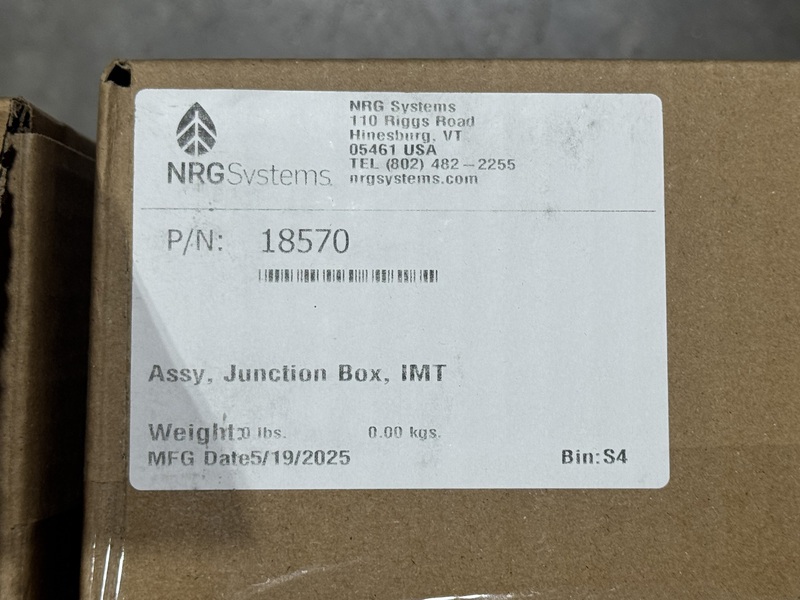 NRG Systems
110 Riggs Road
Hinesburg, VT
05461 USA
TEL (802) 482-2255
nrgsystems.com
NRGSystems
P/N: 18570
Assy, Junction Box, IMT
Weight: 0 lbs. 0.00 kgs.
MFG Date5/19/2025 Bin:S4